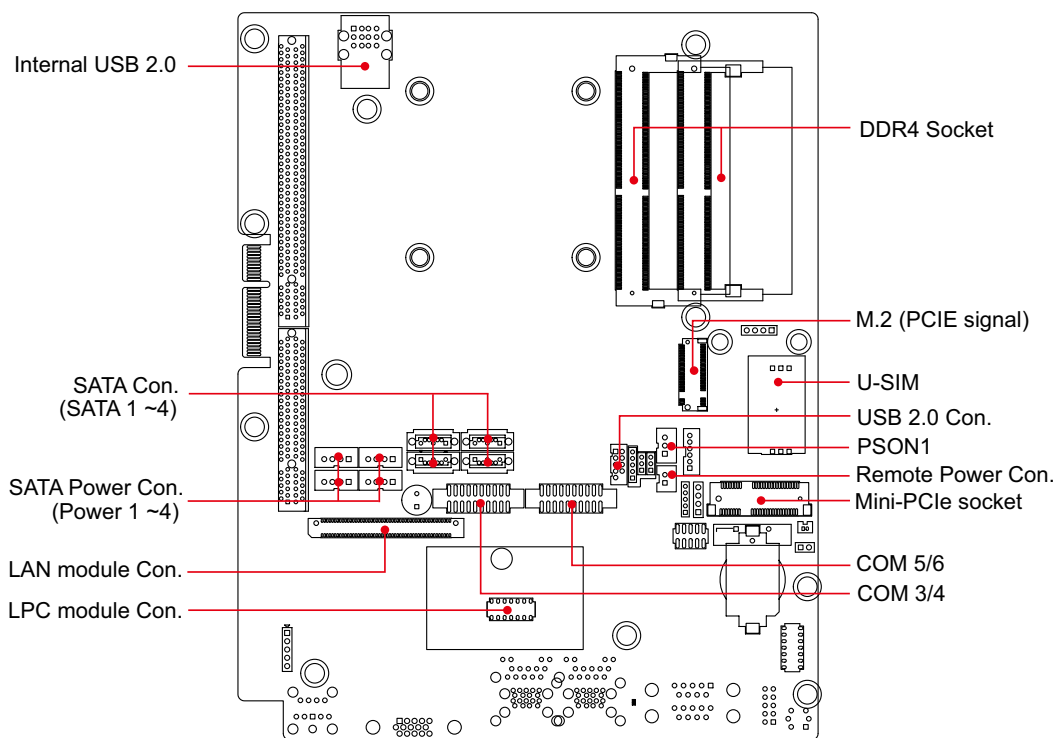 Internal USB 2.0
SATA Con.
(SATA 1 ~4)
SATA Power Con.
(Power 1 ~4)
LAN module Con.
LPC module Con.
DDR4 Socket
M.2 (PCIE signal)
U-SIM
USB 2.0 Con.
PSON1
Remote Power Con.
Mini-PCIe socket
COM 5/6
COM 3/4